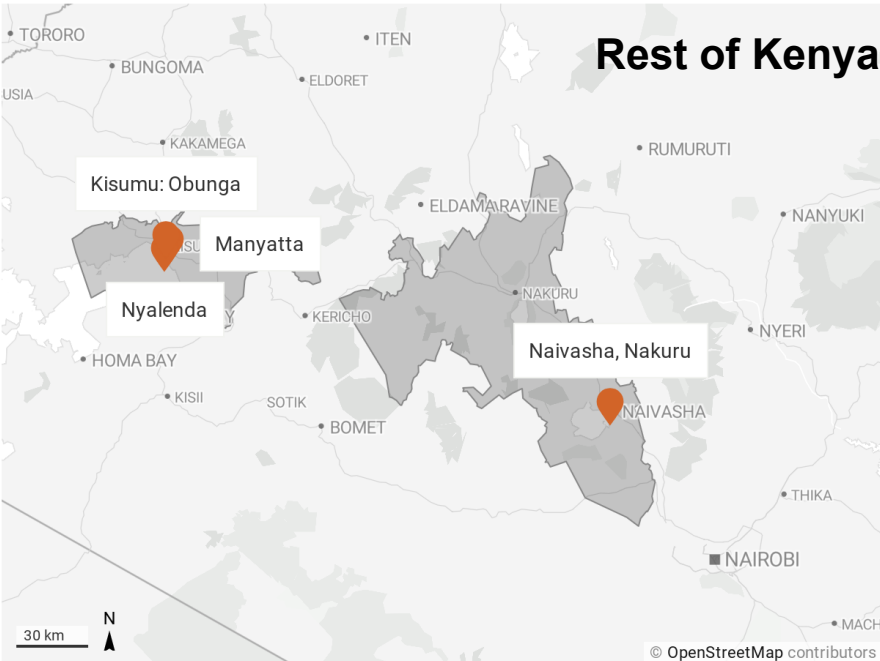 TORORO
ITEN
Rest of Kenya
BUNGOMA
ELDORET
USIA
KAKAMEGA
RUMURUTI
Kisumu: Obunga
ELDAMA RAVINE
NANYUKI
Manyatta
NAKURU
Nyalenda
KERICHO
NYERI
Naivasha, Nakuru
HOMA BAY
KISII
SOTIK
NAIVASHA
BOMET
THIKA
NAIROBI
N
MACH
30 km
© OpenStreetMap contributors